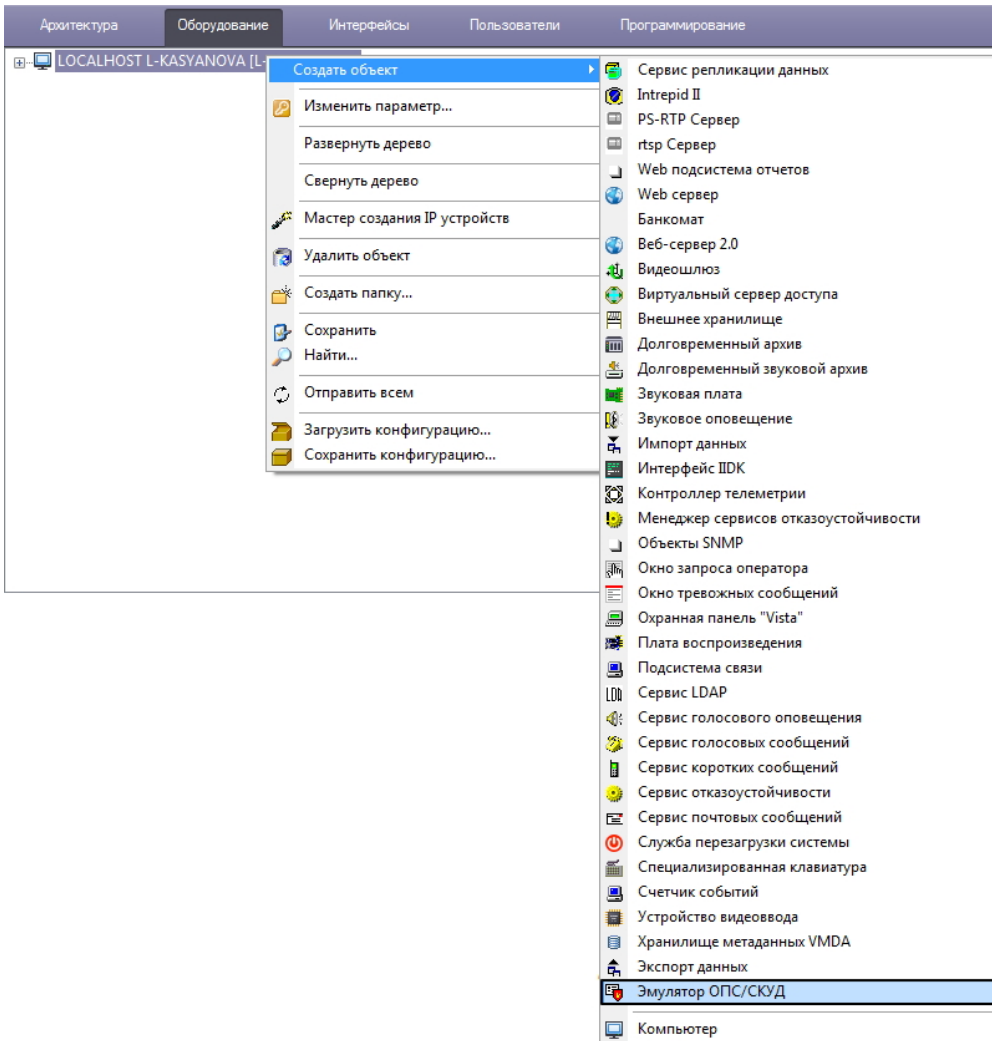 Архитектура Оборудование Интерфейсы Пользователи Программирование
LOCALHOST L-KASYANOVA [L-
Создать объект
Изменить параметр...
Развернуть дерево
Свернуть дерево
Мастер создания IP устройств
Удалить объект
Создать папку...
Сохранить
Найти...
Отправить всем
Загрузить конфигурацию...
Сохранить конфигурацию...
Сервис репликации данных
Intrepid II
PS-RTP Сервер
rtsp Сервер
Web подсистема отчетов
Web сервер
Банкомат
Веб-сервер 2.0
Видеошлюз
Виртуальный сервер доступа
Внешнее хранилище
Долговременный архив
Долговременный звуковой архив
Звуковая плата
Звуковое оповещение
Импорт данных
Интерфейс IIDK
Контроллер телеметрии
Менеджер сервисов отказоустойчивости
Объекты SNMP
Окно запроса оператора
Окно тревожных сообщений
Охранная панель "Vista"
Плата воспроизведения
Подсистема связи
Сервис LDAP
Сервис голосового оповещения
Сервис голосовых сообщений
Сервис коротких сообщений
Сервис отказоустойчивости
Сервис почтовых сообщений
Служба перезагрузки системы
Специализированная клавиатура
Счетчик событий
Устройство видеоввода
Хранилище метаданных VMDA
Экспорт данных
Эмулятор ОПС/СКУД
Компьютер